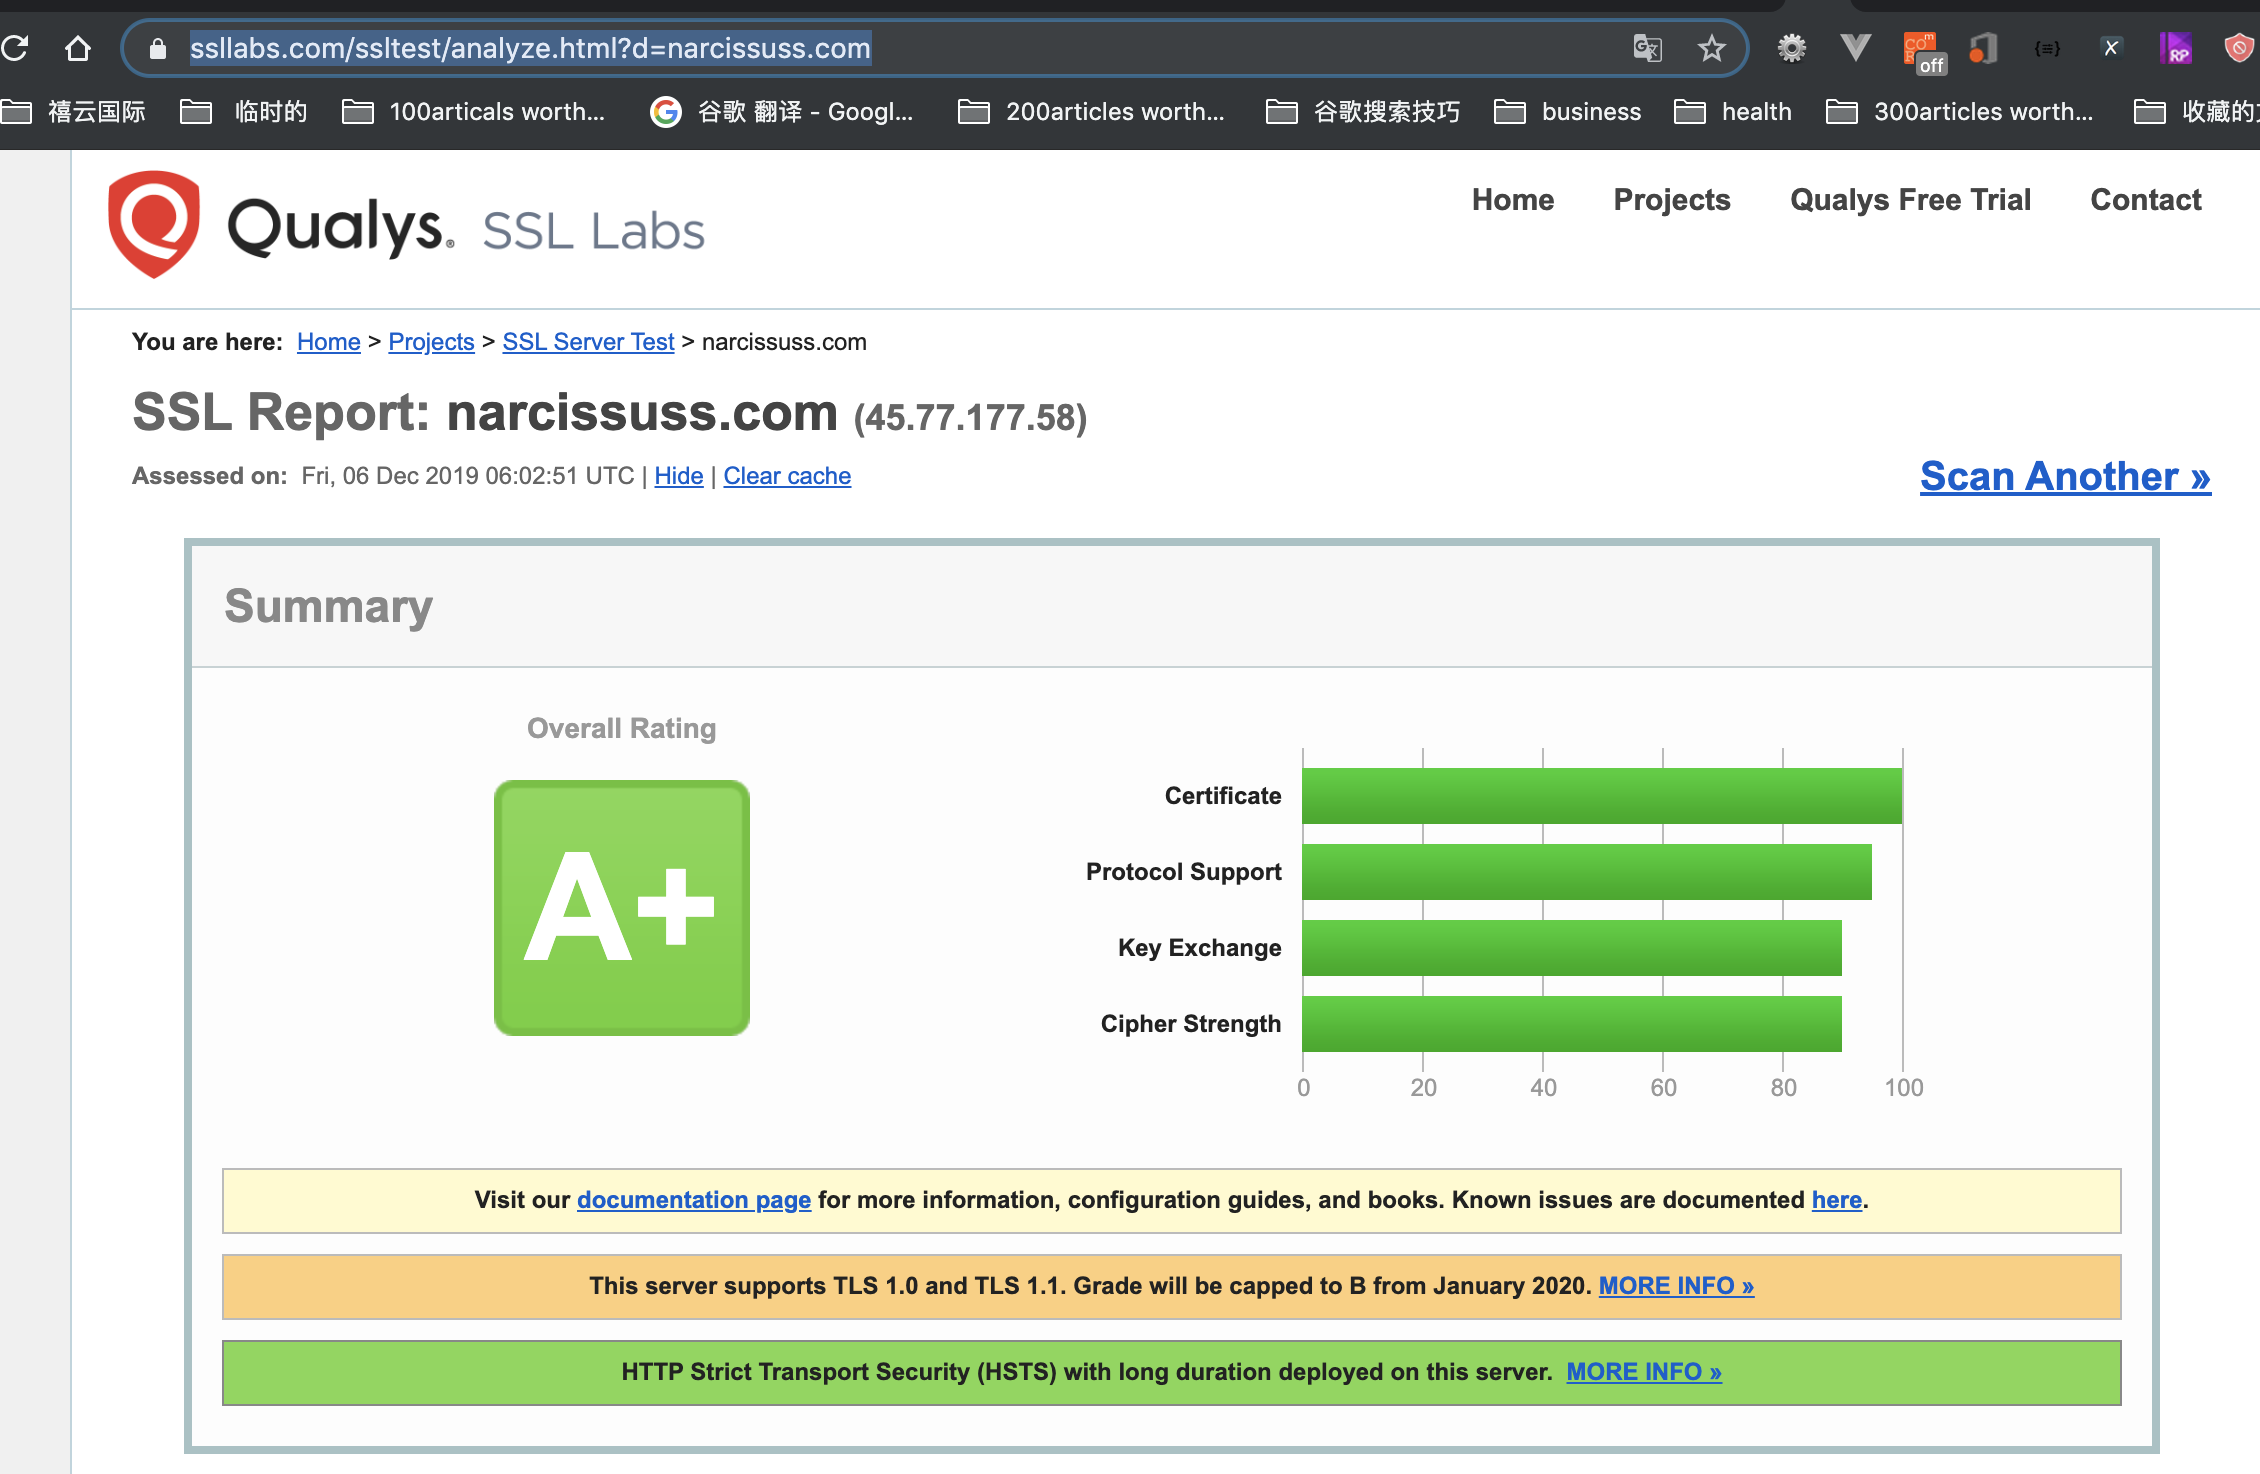 ssllabs.com/ssltest/analyze.html?d=narcissuss.com
off
禧云国际 临时的 100articals worth... 谷歌 翻译 - Googl... 200articles worth... 谷歌搜索技巧 business health 300articles worth... 收藏的
Qualys. SSL Labs
Home Projects Qualys Free Trial Contact
You are here: Home > Projects > SSL Server Test > narcissuss.com
SSL Report: narcissuss.com (45.77.177.58)
Assessed on: Fri, 06 Dec 2019 06:02:51 UTC | Hide | Clear cache
Scan Another »
Summary
Overall Rating
A+
Certificate
Protocol Support
Key Exchange
Cipher Strength
0 20 40 60 80 100
Visit our documentation page for more information, configuration guides, and books. Known issues are documented here.
This server supports TLS 1.0 and TLS 1.1. Grade will be capped to B from January 2020. MORE INFO »
HTTP Strict Transport Security (HSTS) with long duration deployed on this server. MORE INFO »